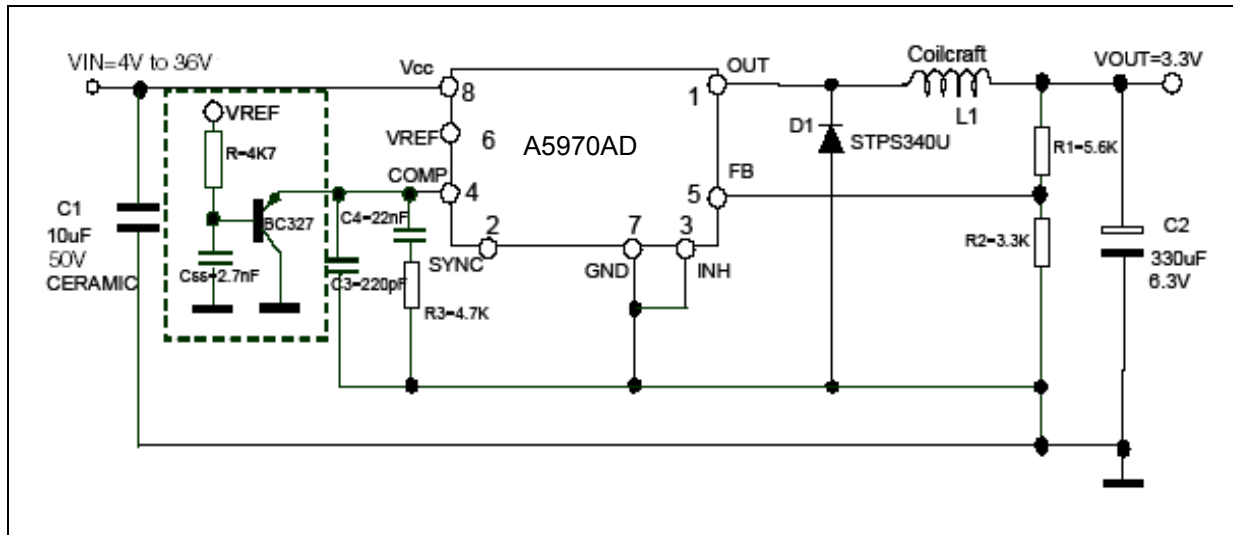 VIN=4V to 36V
Vcc
8
OUT
1
Coilcraft
L1
VOUT=3.3V
VREF
R=4K7
VREF
6
A5970AD
D1
STPS340U
R1=5.6K
COMP
4
FB
5
C1
10uF
50V
CERAMIC
BC327
C4=22nF
2
7
3
R2=3.3K
C2
330uF
6.3V
Css=2.7nF
C3=220pF
SYNC
GND
INH
R3=4.7K